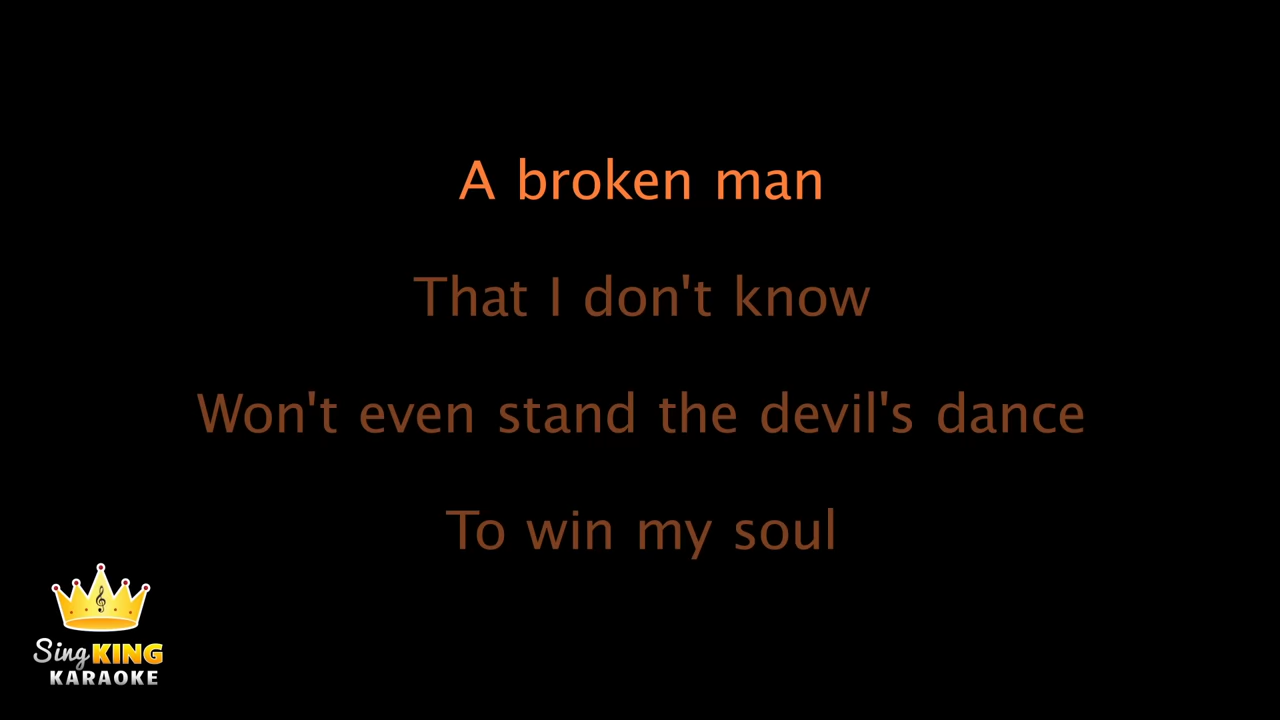 A broken man
That I don't know
Won't even stand the devil's dance
To win my soul
Sing KING
KARAOKE